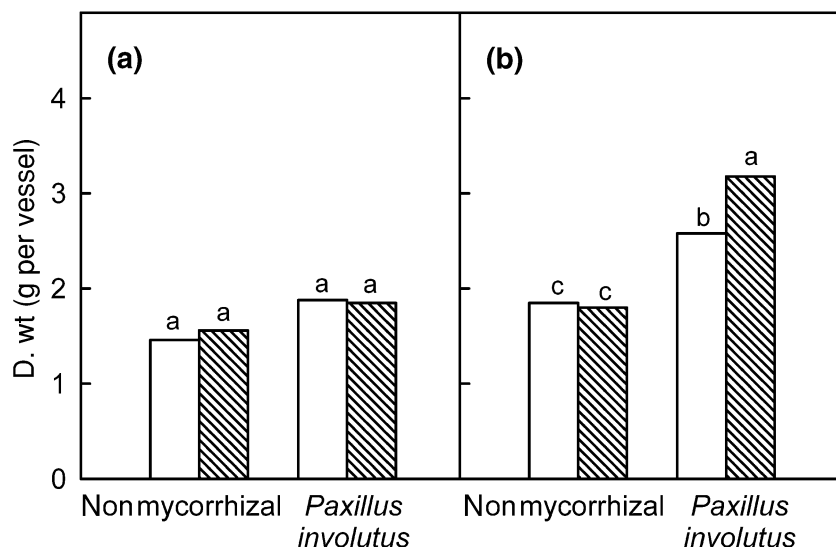 (a)
(b)
D. wt (g per vessel)
4
3
2
1
0
a
a
a
a
c
c
b
a
Nonmycorrhizal
Paxillus
involutus
Nonmycorrhizal
Paxillus
involutus